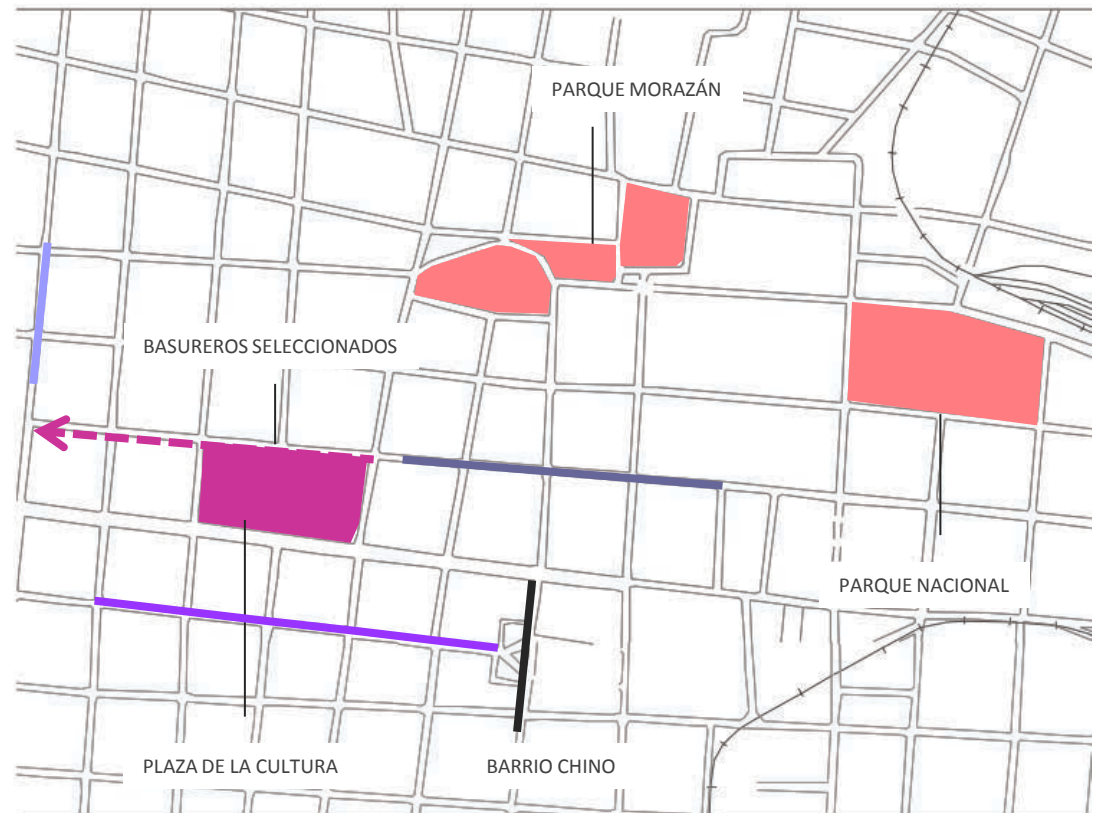 PARQUE MORAZÁN
BASUREROS SELECCIONADOS
PARQUE NACIONAL
PLAZA DE LA CULTURA
BARRIO CHINO